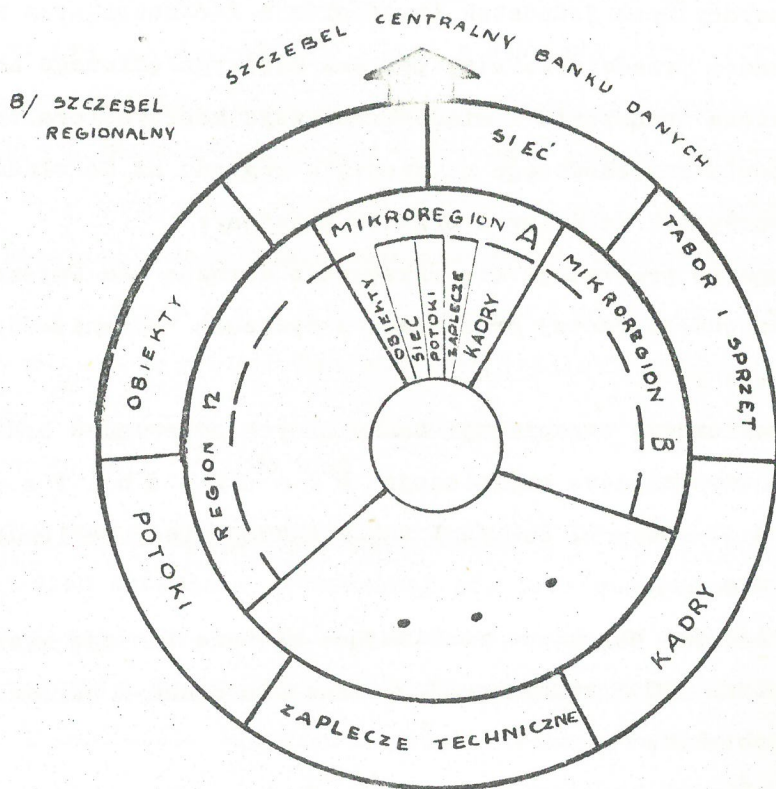 SZCZEBEL CENTRALNY BANKU DANYCH
B/ SZCZEBEL
REGIONALNY
SIEĆ
TABOR I SPRZĘT
KADRY
ZAPLECZE TECHNICZNE
POTOKI
OBIEKTY
MIKROREGION A
OBIEKTY
SIEĆ
POTOKI
ZAPLECZE
KADRY
MIKROREGION B
REGION n